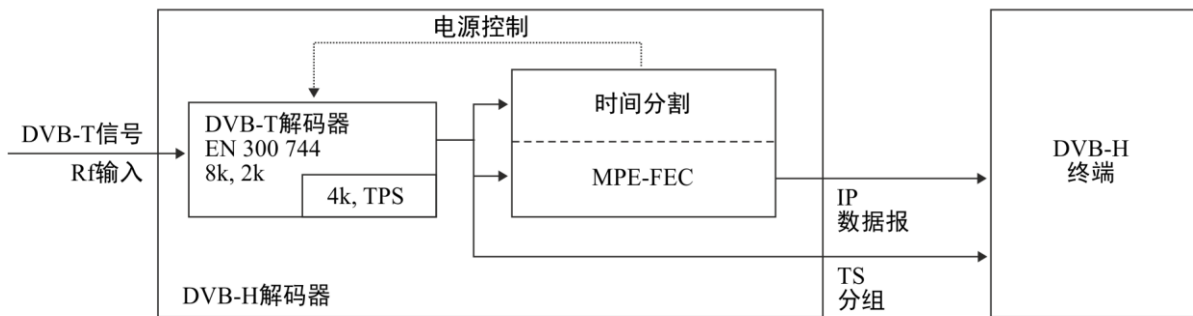 电源控制
时间分割
MPE-FEC
DVB-T解码器
EN 300 744
8k, 2k
4k, TPS
DVB-T信号
Rf输入
DVB-H
终端
IP
数据报
TS
分组
DVB-H解码器